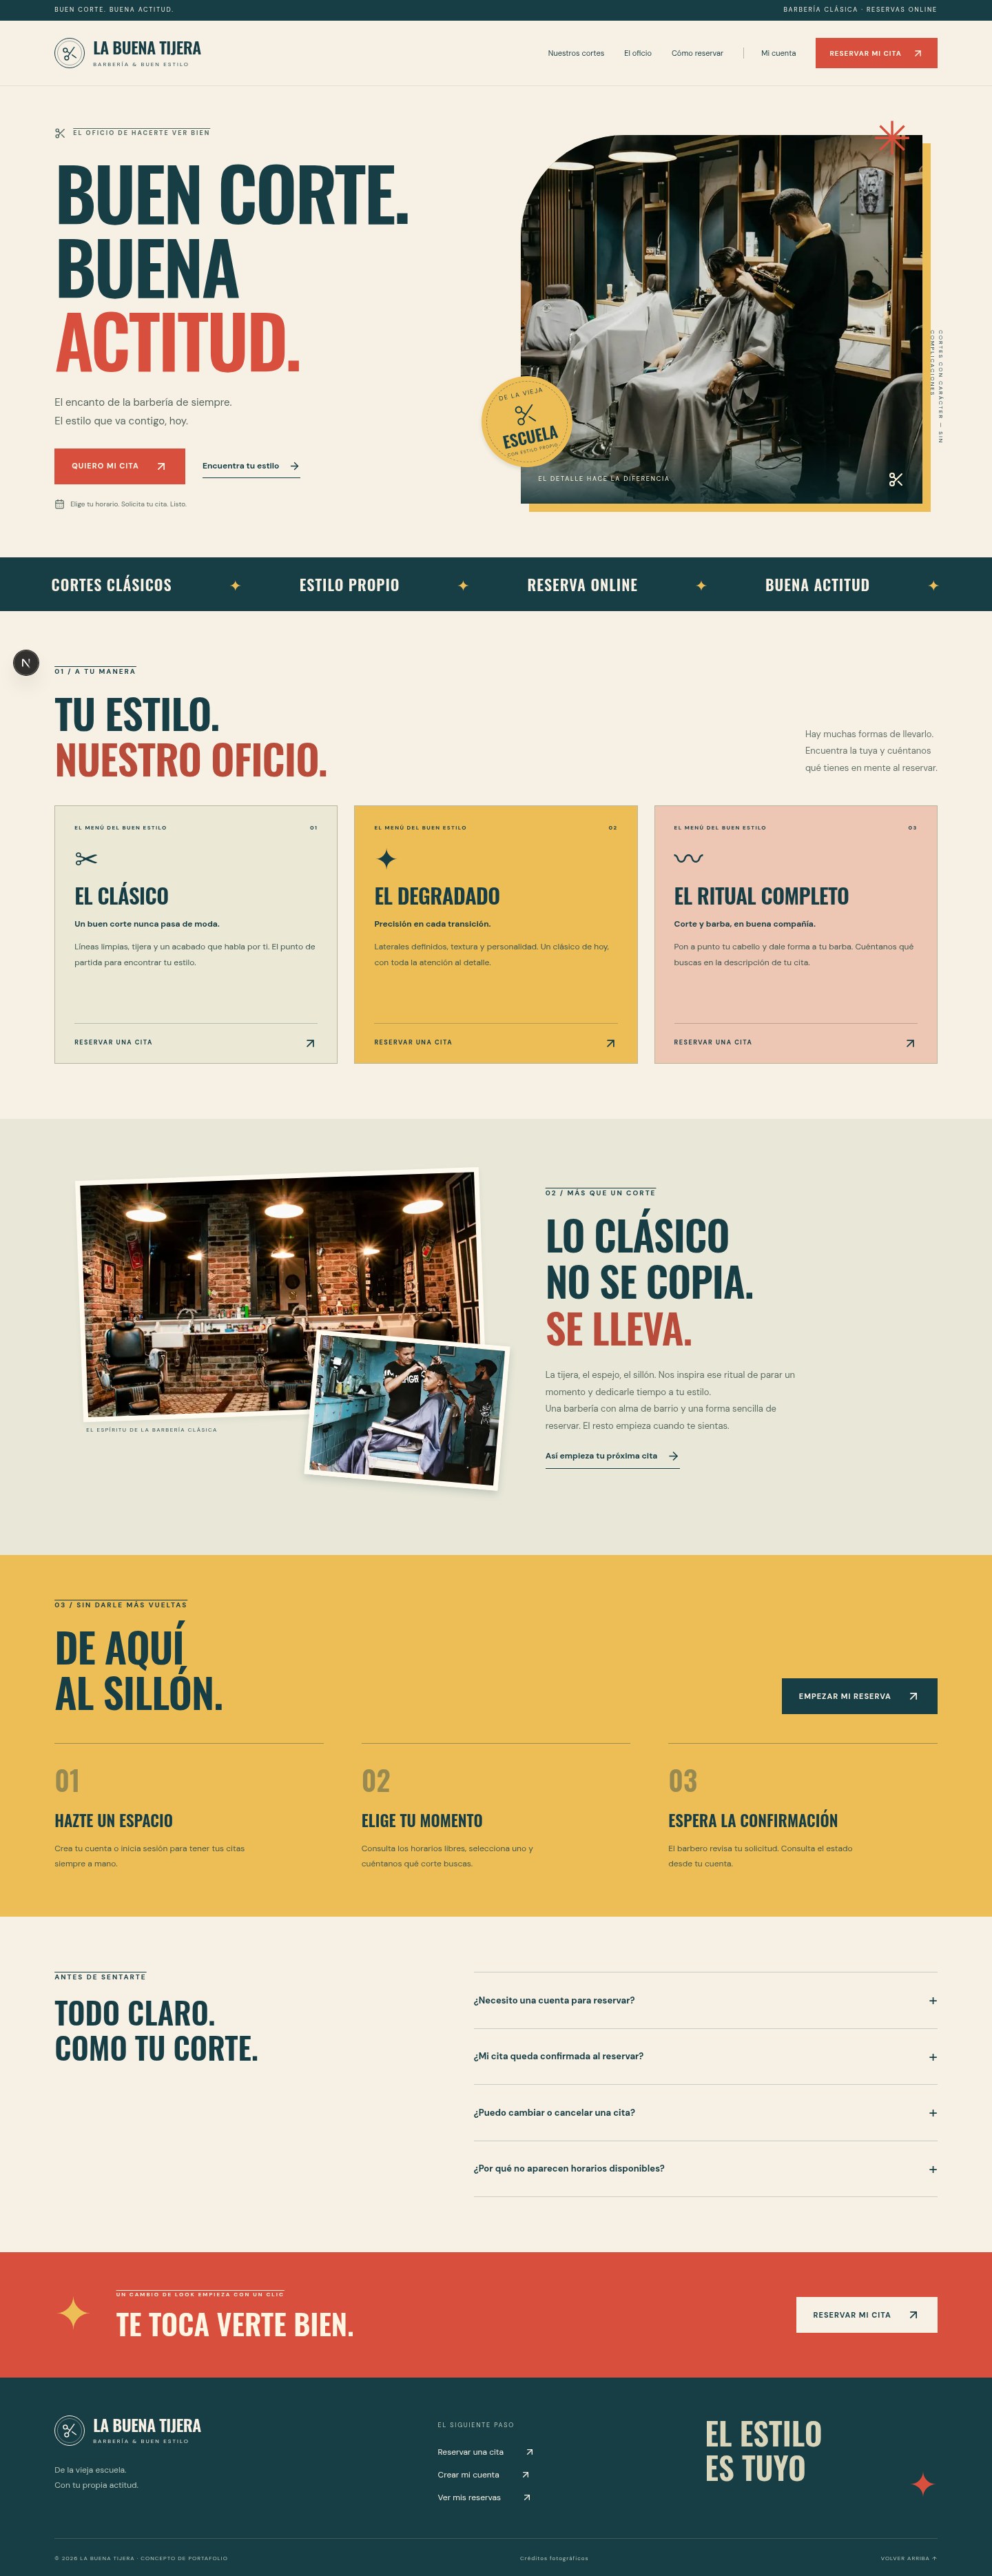 BUEN CORTE. BUENA ACTITUD.
BARBERÍA CLÁSICA · RESERVAS ONLINE
LA BUENA TIJERA
BARBERÍA & BUEN ESTILO
Nuestros cortes
El oficio
Cómo reservar
Mi cuenta
RESERVAR MI CITA
EL OFICIO DE HACERTE VER BIEN
BUEN CORTE.
BUENA
ACTITUD.
El encanto de la barbería de siempre.
El estilo que va contigo, hoy.
QUIERO MI CITA
Encuentra tu estilo
Elige tu horario. Solicita tu cita. Listo.
DE LA VIEJA
ESCUELA
CON ESTILO PROPIO
EL DETALLE HACE LA DIFERENCIA
CORTES CON CARÁCTER — SIN
COMPLICACIONES
CORTES CLÁSICOS
ESTILO PROPIO
RESERVA ONLINE
BUENA ACTITUD
N
01 / A TU MANERA
TU ESTILO.
NUESTRO OFICIO.
Hay muchas formas de llevarlo.
Encuentra la tuya y cuéntanos
qué tienes en mente al reservar.
EL MENÚ DEL BUEN ESTILO
01
EL CLÁSICO
Un buen corte nunca pasa de moda.
Líneas limpias, tijera y un acabado que habla por ti. El punto de
partida para encontrar tu estilo.
RESERVAR UNA CITA
EL MENÚ DEL BUEN ESTILO
02
EL DEGRADADO
Precisión en cada transición.
Laterales definidos, textura y personalidad. Un clásico de hoy,
con toda la atención al detalle.
RESERVAR UNA CITA
EL MENÚ DEL BUEN ESTILO
03
EL RITUAL COMPLETO
Corte y barba, en buena compañía.
Pon a punto tu cabello y dale forma a tu barba. Cuéntanos qué
buscas en la descripción de tu cita.
RESERVAR UNA CITA
EL ESPÍRITU DE LA BARBERÍA CLÁSICA
02 / MÁS QUE UN CORTE
LO CLÁSICO
NO SE COPIA.
SE LLEVA.
La tijera, el espejo, el sillón. Nos inspira ese ritual de parar un
momento y dedicarle tiempo a tu estilo.
Una barbería con alma de barrio y una forma sencilla de
reservar. El resto empieza cuando te sientas.
Así empieza tu próxima cita
03 / SIN DARLE MÁS VUELTAS
DE AQUÍ
AL SILLÓN.
EMPEZAR MI RESERVA
01
HAZTE UN ESPACIO
Crea tu cuenta o inicia sesión para tener tus citas
siempre a mano.
02
ELIGE TU MOMENTO
Consulta los horarios libres, selecciona uno y
cuéntanos qué corte buscas.
03
ESPERA LA CONFIRMACIÓN
El barbero revisa tu solicitud. Consulta el estado
desde tu cuenta.
ANTES DE SENTARTE
TODO CLARO.
COMO TU CORTE.
¿Necesito una cuenta para reservar?
¿Mi cita queda confirmada al reservar?
¿Puedo cambiar o cancelar una cita?
¿Por qué no aparecen horarios disponibles?
UN CAMBIO DE LOOK EMPIEZA CON UN CLIC
TE TOCA VERTE BIEN.
RESERVAR MI CITA
LA BUENA TIJERA
BARBERÍA & BUEN ESTILO
De la vieja escuela.
Con tu propia actitud.
EL SIGUIENTE PASO
Reservar una cita
Crear mi cuenta
Ver mis reservas
EL ESTILO
ES TUYO
© 2026 LA BUENA TIJERA · CONCEPTO DE PORTAFOLIO
Créditos fotográficos
VOLVER ARRIBA ↑